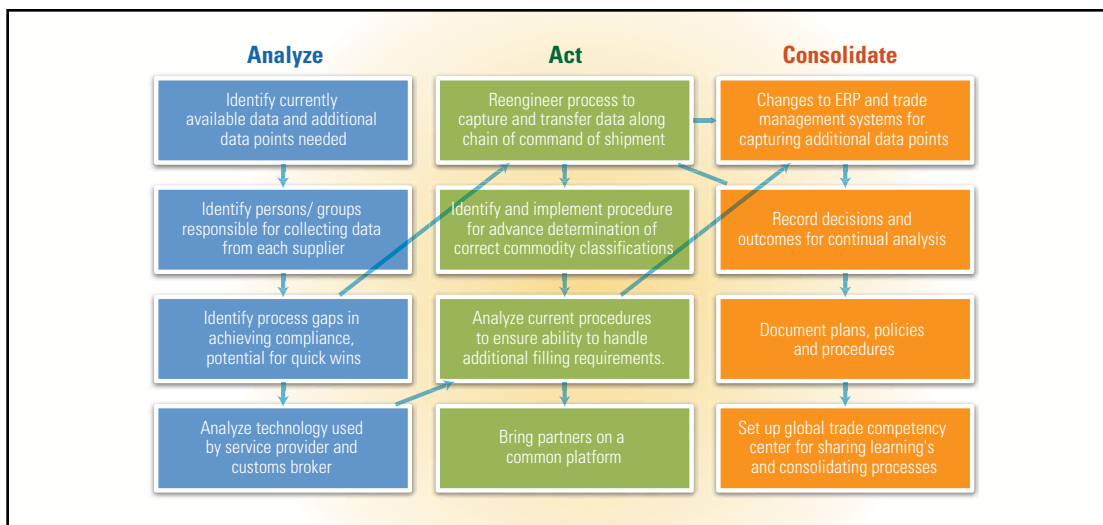 Analyze
Identify currently
available data and additional
data points needed
Identify persons/ groups
responsible for collecting data
from each supplier
Identify process gaps in
achieving compliance,
potential for quick wins
Analyze technology used
by service provider and
customs broker
Act
Reengineer process to
capture and transfer data along
chain of command of shipment
Identify and implement procedure
for advance determination of
correct commodity classifications
Analyze current procedures
to ensure ability to handle
additional filling requirements.
Bring partners on a
common platform
Consolidate
Changes to ERP and trade
management systems for
capturing additional data points
Record decisions and
outcomes for continual analysis
Document plans, policies
and procedures
Set up global trade competency
center for sharing learning's
and consolidating processes